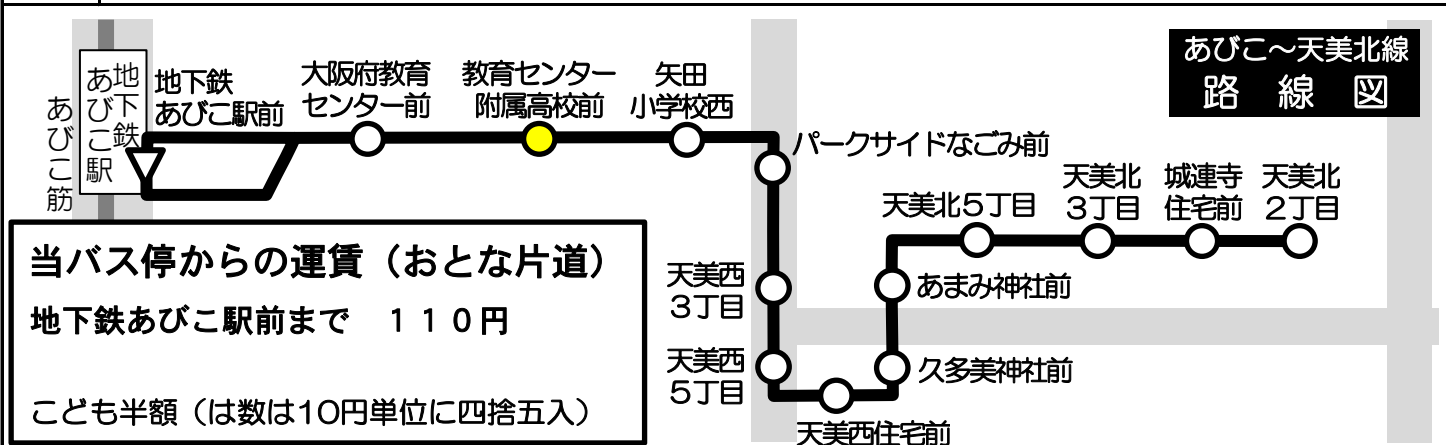 あびこ～天美北線
路線図
あびこ筋
地下鉄
あびこ駅
地下鉄
あびこ駅前
大阪府教育
センター前
教育センター
附属高校前
矢田
小学校西
パークサイドなごみ前
天美西
3丁目
天美西
5丁目
天美西住宅前
久多美神社前
あまみ神社前
天美北5丁目
天美北
3丁目
城連寺
住宅前
天美北
2丁目
当バス停からの運賃（おとな片道）
地下鉄あびこ駅前まで　１１０円
こども半額（は数は10円単位に四捨五入）